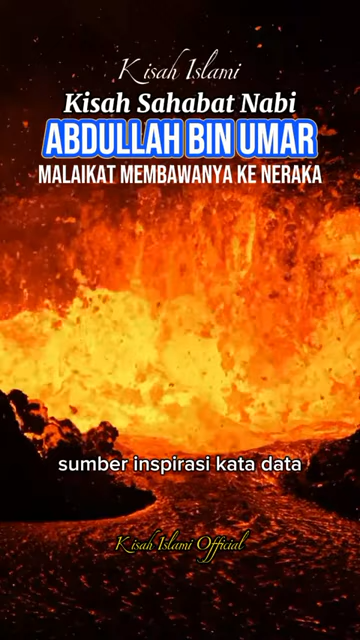 Kisah Islami
Kisah Sahabat Nabi
ABDULLAH BIN UMAR
MALAIKAT MEMBAWANYA KE NERAKA
sumber inspirasi kata data
Kisah Islami Official